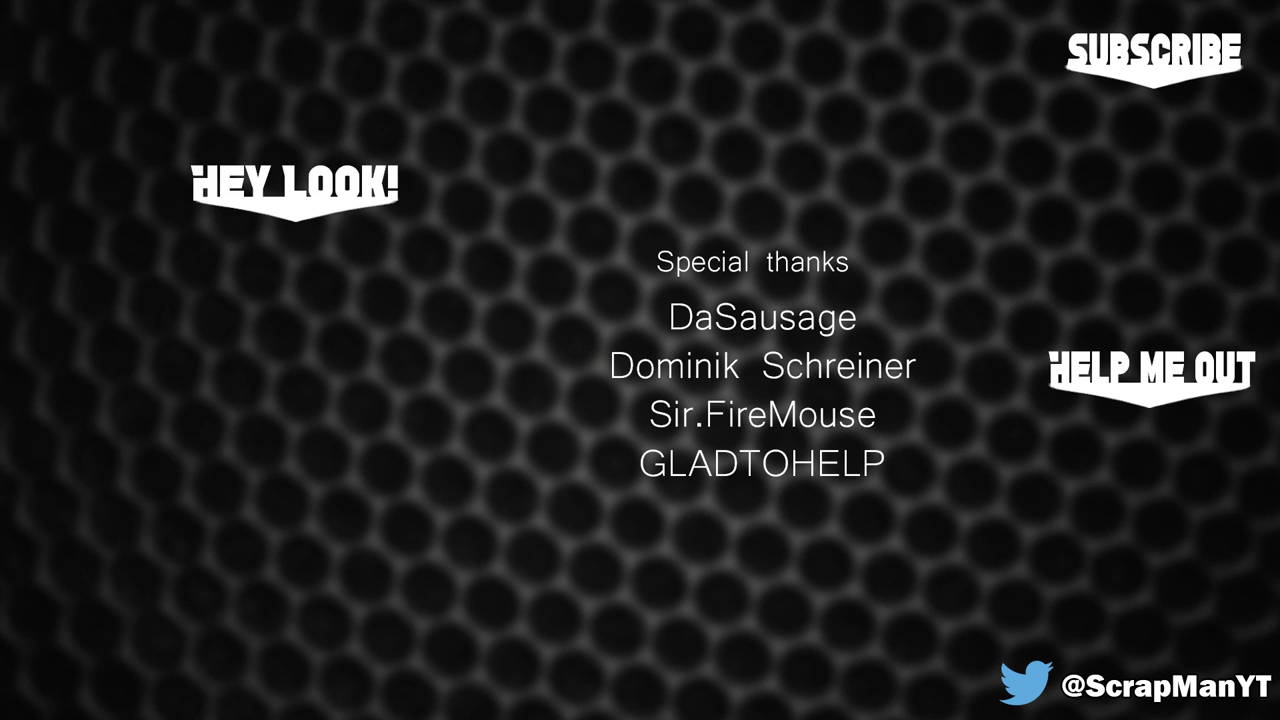 SUBSCRIBE
HEY LOOK!
Special thanks
DaSausage
Dominik Schreiner
Sir.FireMouse
GLADTOHELP
HELP ME OUT
@ScrapManYT